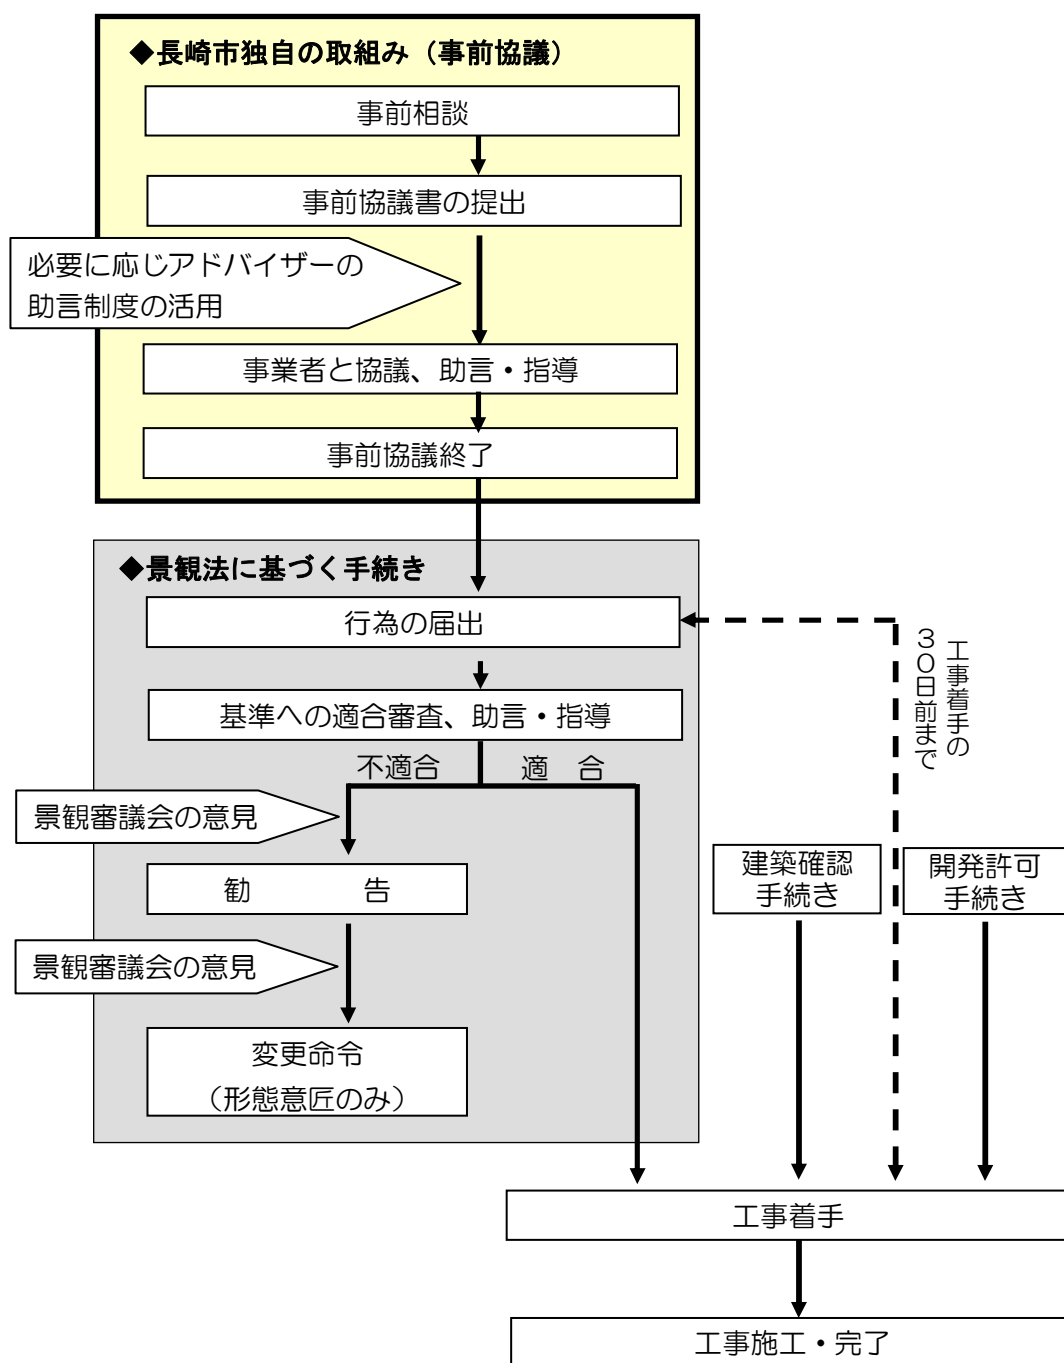 ◆長崎市独自の取組み（事前協議）
事前相談
事前協議書の提出
必要に応じアドバイザーの
助言制度の活用
事業者と協議、助言・指導
事前協議終了
◆景観法に基づく手続き
行為の届出
工事着手の
３０日前まで
基準への適合審査、助言・指導
不適合
適　合
景観審議会の意見
勧　　　　告
建築確認
手続き
開発許可
手続き
景観審議会の意見
変更命令
（形態意匠のみ）
工事着手
工事施工・完了